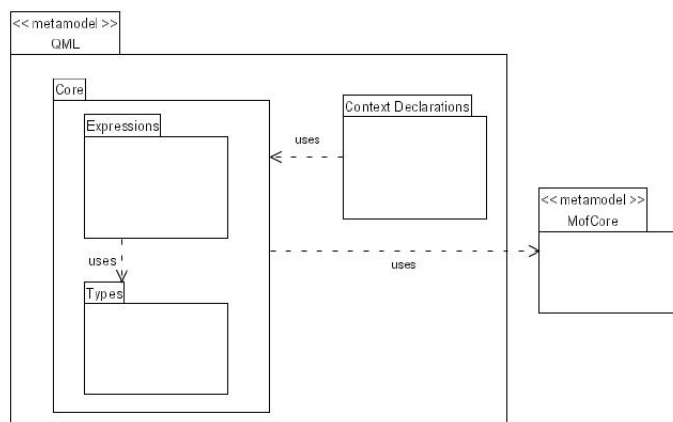 << metamodel >>
QML
Core
Context Declarations
Expressions
uses
<< metamodel >>
MofCore
uses
uses
Types